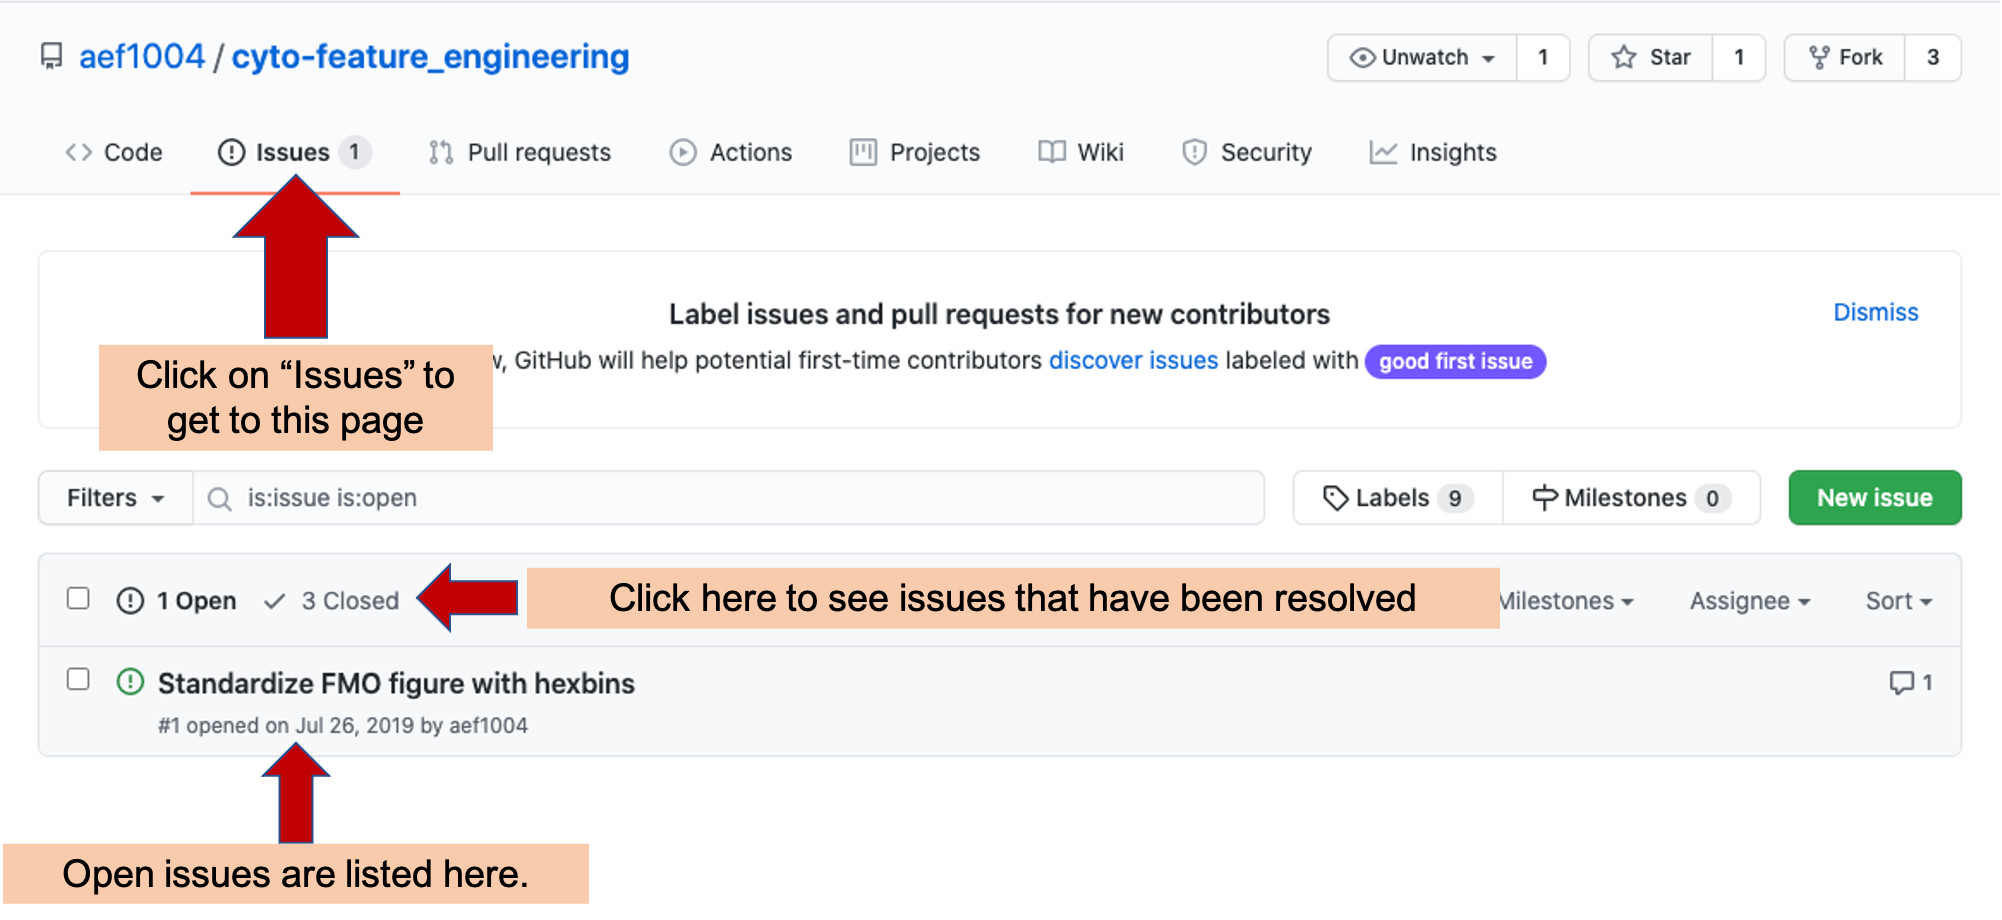 aef1004 / cyto-feature_engineering
Unwatch 1 Star 1 Fork 3
Code Issues 1 Pull requests Actions Projects Wiki Security Insights
Label issues and pull requests for new contributors
Dismiss
GitHub will help potential first-time contributors discover issues labeled with good first issue
Click on “Issues” to
get to this page
Filters is:issue is:open Labels 9 Milestones 0 New issue
1 Open 3 Closed Click here to see issues that have been resolved Milestones Assignee Sort
Standardize FMO figure with hexbins 1
#1 opened on Jul 26, 2019 by aef1004
Open issues are listed here.